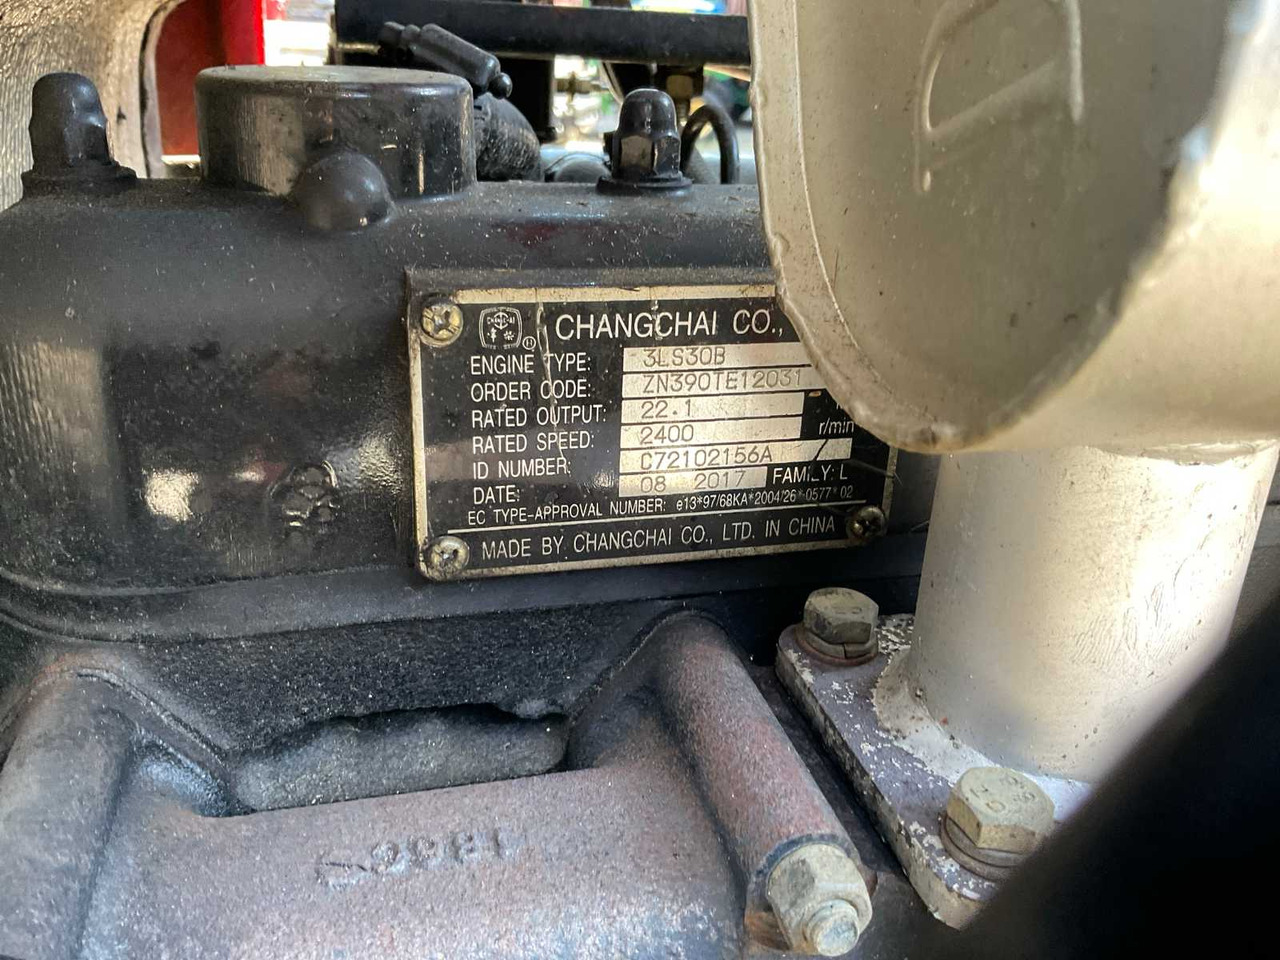 CHANGCHAI CO.,
ENGINE TYPE: 3LS30B
ORDER CODE: ZN390TE12031
RATED OUTPUT: 22.1
RATED SPEED: 2400 r/min
ID NUMBER: C72102156A
DATE: 08 2017 FAMILY: L
EC TYPE-APPROVAL NUMBER: e13*97/68KA*2004/26*0577*02
MADE BY CHANGCHAI CO., LTD. IN CHINA